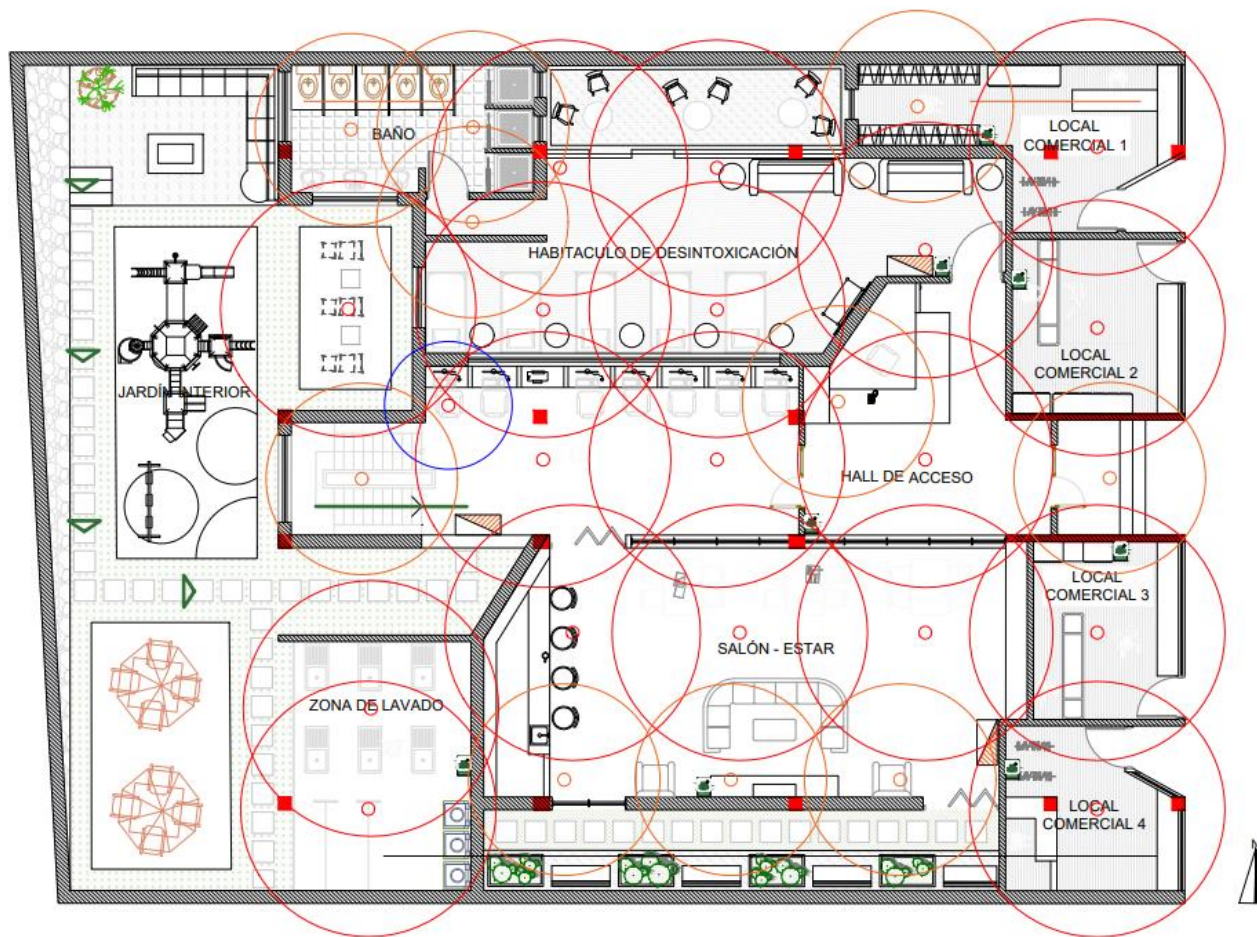 BAÑO
LOCAL
COMERCIAL 1
HABITACULO DE DESINTOXICACIÓN
LOCAL
COMERCIAL 2
JARDÍN INTERIOR
HALL DE ACCESO
LOCAL
COMERCIAL 3
SALÓN - ESTAR
ZONA DE LAVADO
LOCAL
COMERCIAL 4